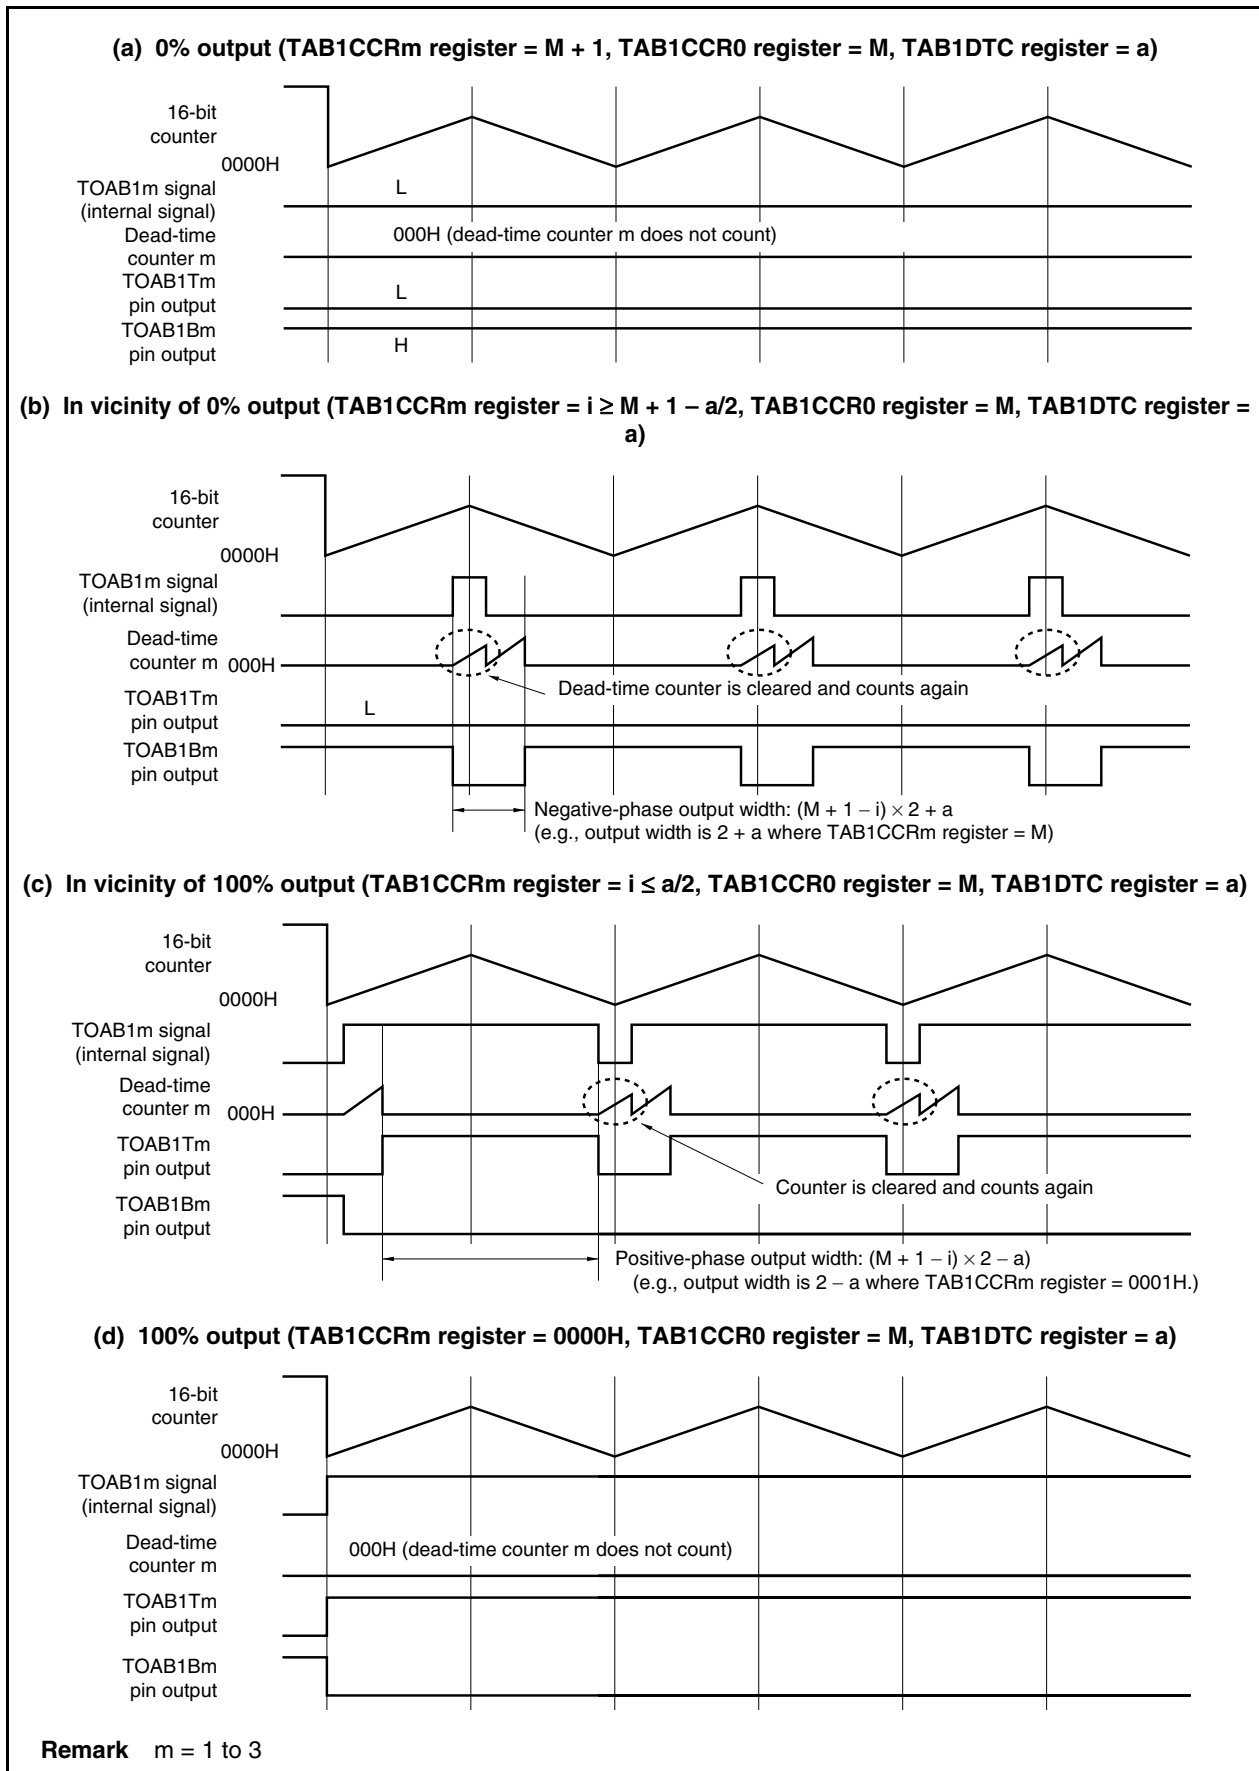 (a) 0% output (TAB1CCRm register = M + 1, TAB1CCR0 register = M, TAB1DTC register = a)
16-bit
counter
0000H
TOAB1m signal
(internal signal)
L
Dead-time
counter m
000H (dead-time counter m does not count)
TOAB1Tm
pin output
L
TOAB1Bm
pin output
H
(b) In vicinity of 0% output (TAB1CCRm register = i ≥ M + 1 – a/2, TAB1CCR0 register = M, TAB1DTC register =
a)
16-bit
counter
0000H
TOAB1m signal
(internal signal)
Dead-time
counter m
000H
Dead-time counter is cleared and counts again
TOAB1Tm
pin output
L
TOAB1Bm
pin output
Negative-phase output width: (M + 1 – i) × 2 + a
(e.g., output width is 2 + a where TAB1CCRm register = M)
(c) In vicinity of 100% output (TAB1CCRm register = i ≤ a/2, TAB1CCR0 register = M, TAB1DTC register = a)
16-bit
counter
0000H
TOAB1m signal
(internal signal)
Dead-time
counter m
000H
TOAB1Tm
pin output
Counter is cleared and counts again
TOAB1Bm
pin output
Positive-phase output width: (M + 1 – i) × 2 – a)
(e.g., output width is 2 – a where TAB1CCRm register = 0001H.)
(d) 100% output (TAB1CCRm register = 0000H, TAB1CCR0 register = M, TAB1DTC register = a)
16-bit
counter
0000H
TOAB1m signal
(internal signal)
Dead-time
counter m
000H (dead-time counter m does not count)
TOAB1Tm
pin output
TOAB1Bm
pin output
Remark m = 1 to 3